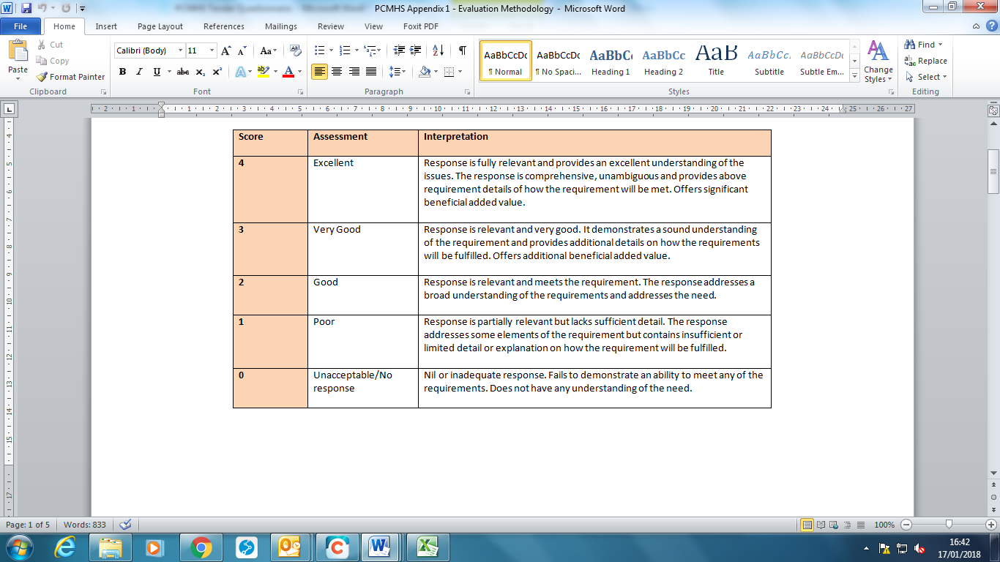 PCMHS Appendix 1 - Evaluation Methodology - Microsoft Word
File Home Insert Page Layout References Mailings Review View Foxit PDF
Paste
Cut
Copy
Format Painter
Clipboard
Calibri (Body) 11
Font
Paragraph
AaBbCcDc AaBbCcDc AaBbCc AaBbCc AaB AaBbCc. AaBbCcDc
¶ Normal ¶ No Spaci... Heading 1 Heading 2 Title Subtitle Subtle Em...
Styles
Change
Styles
Find
Replace
Select
Editing
Score Assessment Interpretation
4 Excellent Response is fully relevant and provides an excellent understanding of the
issues. The response is comprehensive, unambiguous and provides above
requirement details of how the requirement will be met. Offers significant
beneficial added value.
3 Very Good Response is relevant and very good. It demonstrates a sound understanding
of the requirement and provides additional details on how the requirements
will be fulfilled. Offers additional beneficial added value.
2 Good Response is relevant and meets the requirement. The response addresses a
broad understanding of the requirements and addresses the need.
1 Poor Response is partially relevant but lacks sufficient detail. The response
addresses some elements of the requirement but contains insufficient or
limited detail or explanation on how the requirement will be fulfilled.
0 Unacceptable/No Nil or inadequate response. Fails to demonstrate an ability to meet any of the
response requirements. Does not have any understanding of the need.
Page: 1 of 5 Words: 833 100%
16:42
17/01/2018